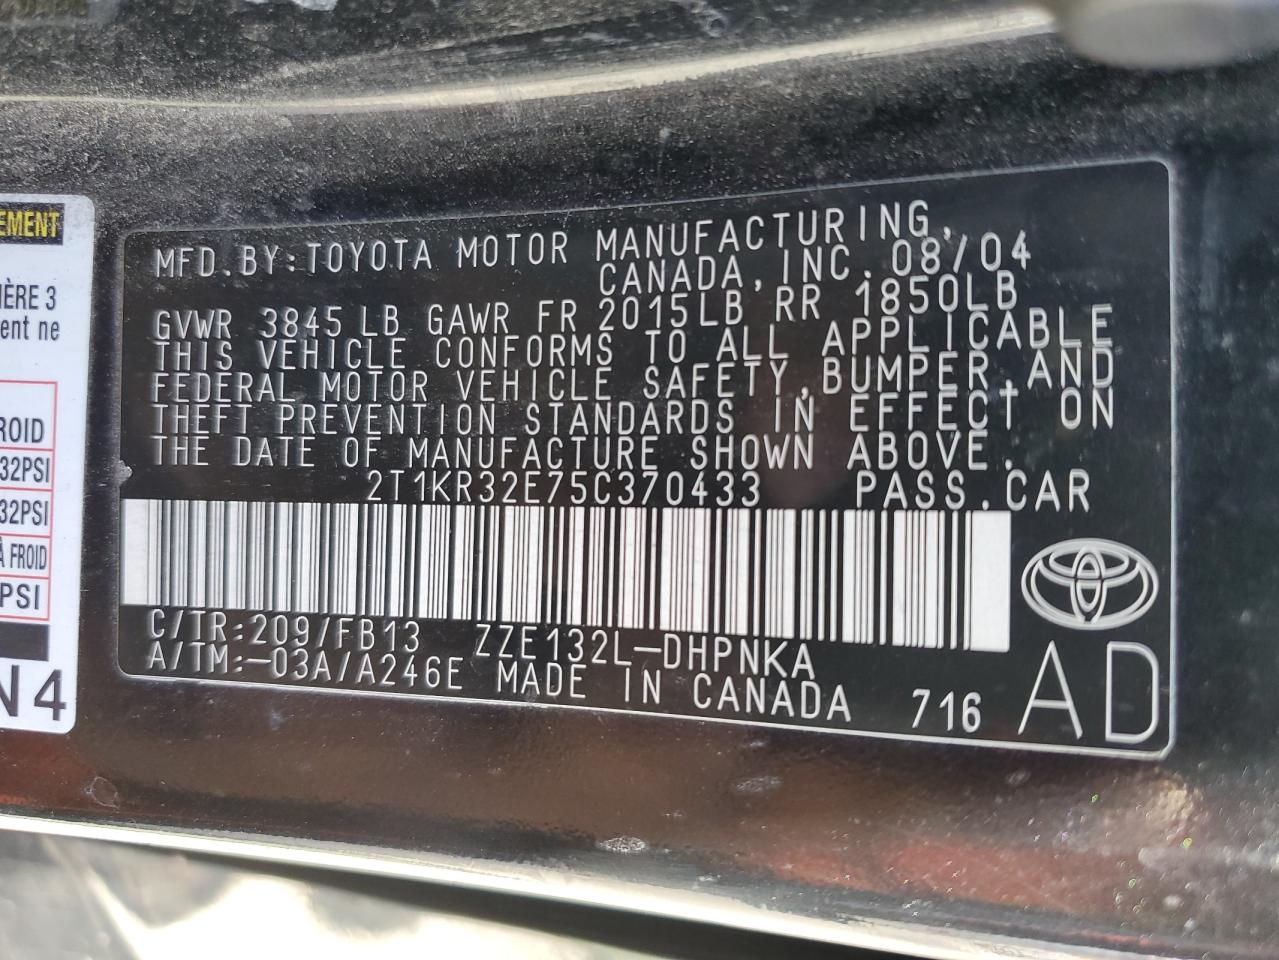 EMENT
IÈRE 3
ent ne
ROID
32PSI
32PSI
À FROID
PSI
N4
MFD.BY:TOYOTA MOTOR MANUFACTURING,
CANADA,INC. 08/04
GVWR 3845LB GAWR FR 2015LB RR 1850LB
THIS VEHICLE CONFORMS TO ALL APPLICABLE
FEDERAL MOTOR VEHICLE SAFETY,BUMPER,AND
THEFT PREVENTION STANDARDS IN EFFECT ON
THE DATE OF MANUFACTURE SHOWN ABOVE.
2T1KR32E75C370433 PASS.CAR
C/TR:209/FB13 ZZE132L-DHPNKA
A/TM:-03A/A246E MADE IN CANADA 716 AD